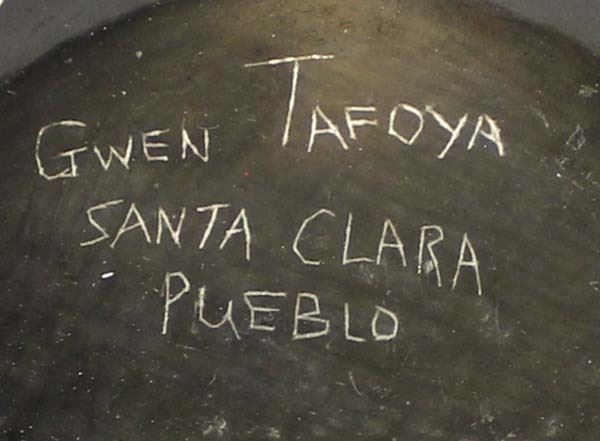 GWEN TAFOYA
SANTA CLARA
PUEBLO